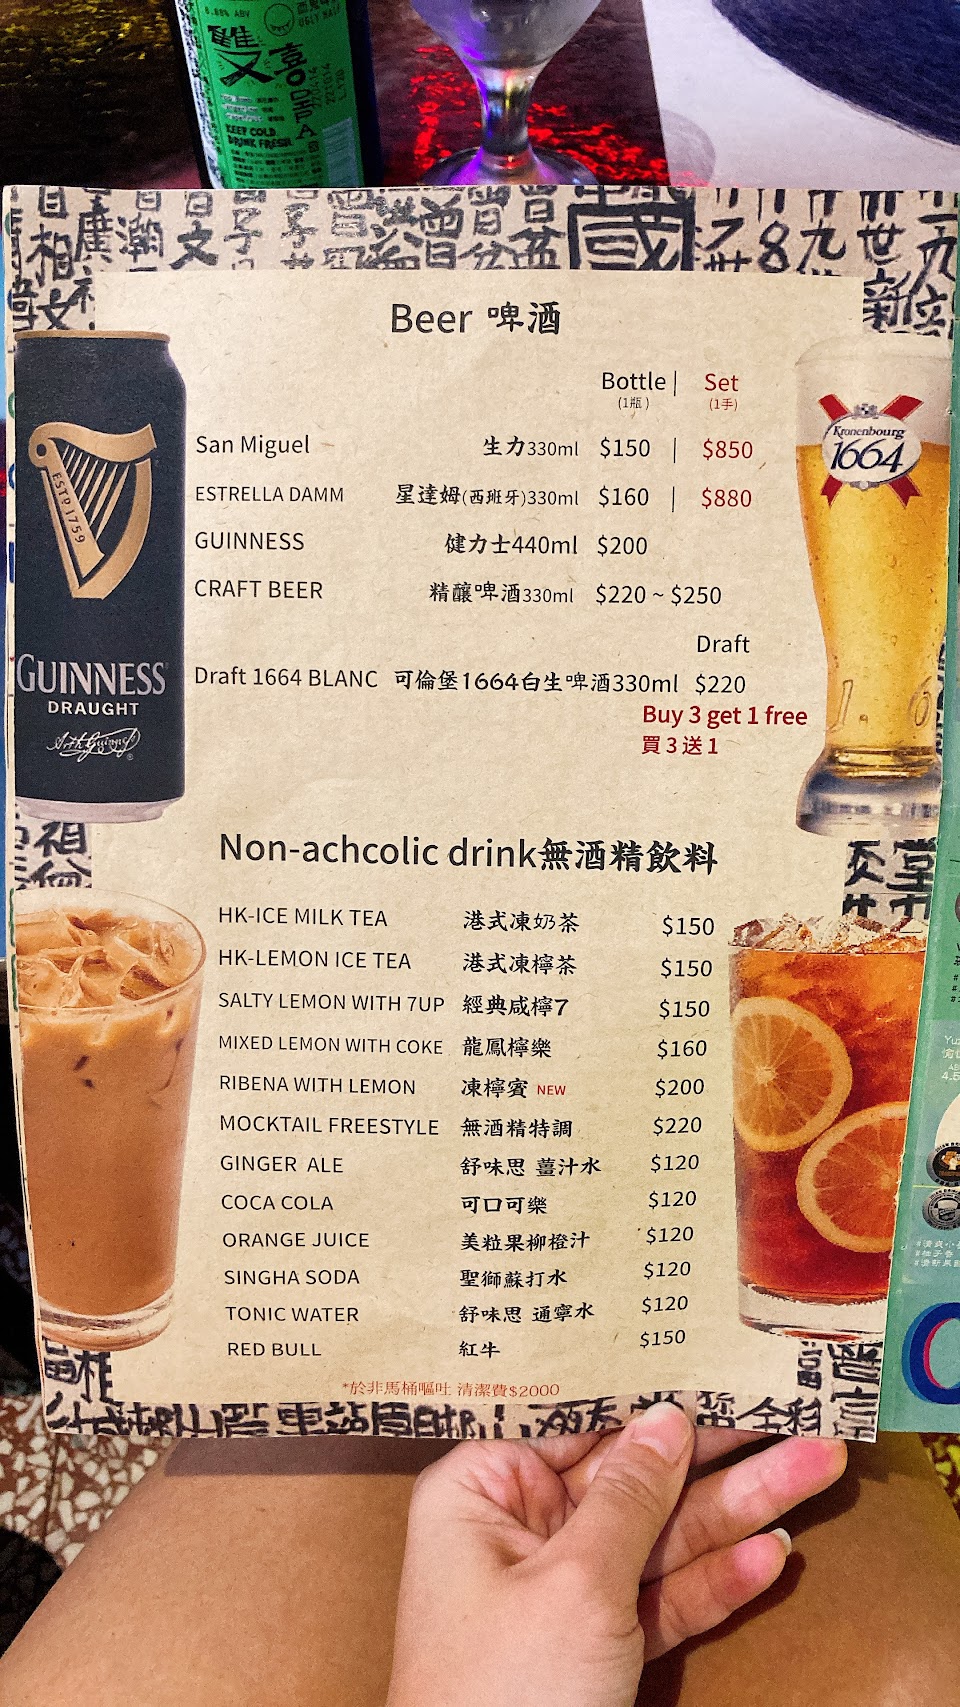 雙
又
喜
KEEP COLD
DRINK FRESH
國
Beer 啤酒
Bottle | Set
(1瓶) (1手)
San Miguel 生力330ml $150 | $850
ESTRELLA DAMM 星達姆(西班牙)330ml $160 | $880
GUINNESS 健力士440ml $200
CRAFT BEER 精釀啤酒330ml $220 ~ $250
Draft
Draft 1664 BLANC 可倫堡1664白生啤酒330ml $220
Buy 3 get 1 free
買3送1
ESTD 1759
GUINNESS
DRAUGHT
Kronenbourg
1664
Non-achcolic drink無酒精飲料
HK-ICE MILK TEA 港式凍奶茶 $150
HK-LEMON ICE TEA 港式凍檸茶 $150
SALTY LEMON WITH 7UP 經典咸檸7 $150
MIXED LEMON WITH COKE 龍鳳檸樂 $160
RIBENA WITH LEMON 凍檸賓 NEW $200
MOCKTAIL FREESTYLE 無酒精特調 $220
GINGER ALE 舒味思 薑汁水 $120
COCA COLA 可口可樂 $120
ORANGE JUICE 美粒果柳橙汁 $120
SINGHA SODA 聖獅蘇打水 $120
TONIC WATER 舒味思 通寧水 $120
RED BULL 紅牛 $150
*於非馬桶嘔吐 清潔費$2000